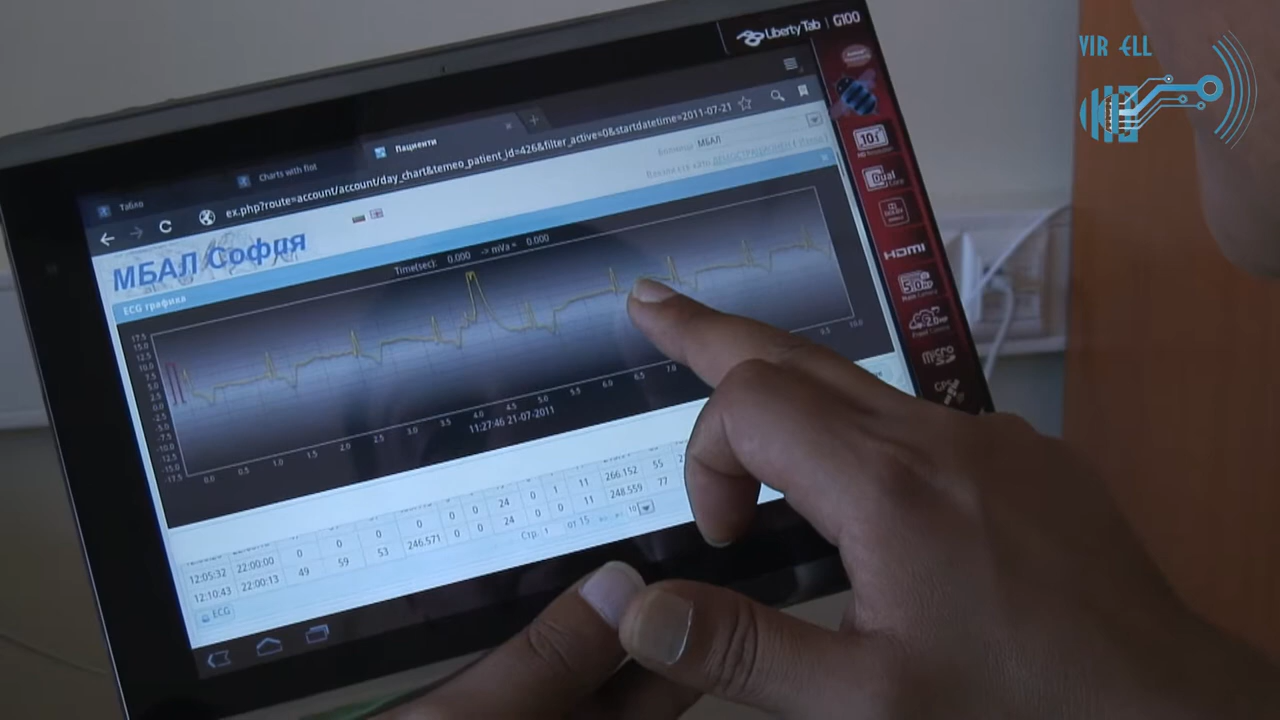 Liberty Tab | G100
VIR ELL
Табло
Charts with flot
Пациенти
ex.php?route=account/account/day_chart&temeo_patient_id=426&filter_active=0&startdatetime=2011-07-21
МБАЛ София
МБАЛ
ECG графика
Time(sec): 0.000 -> mVa = 0.000
17.5
15.0
12.5
10.0
7.5
5.0
2.5
0.0
-2.5
-5.0
-7.5
-10.0
-12.5
-15.0
-17.5
0.0 0.5 1.0 1.5 2.0 2.5 3.0 3.5 4.0 4.5 5.0 5.5 6.0 6.5 7.0 9.5 10.0
11:27:46 21-07-2011
12:05:32 22:00:00 0 0 0 0 0 0 24 0 1 11 266.152 55
12:10:43 22:00:13 49 59 53 246.571 0 0 24 0 0 11 248.559 77
ECG
Стр. 1 от 15
10
10.1
Dual
Core
HDMI
5.0MP
2.0MP
micro
GPS